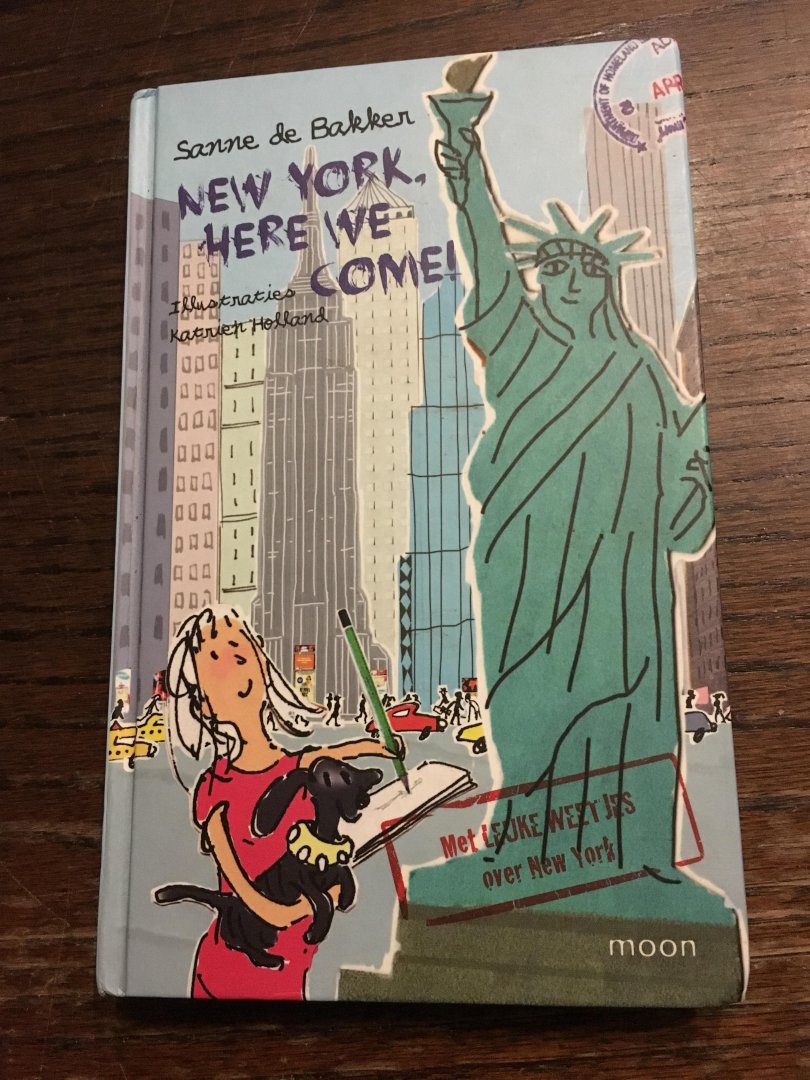 Sanne de Bakker
NEW YORK,
HERE WE
COME!
Illustraties
Katrien Holland
Met LEUKE WEETJES
over New York
moon